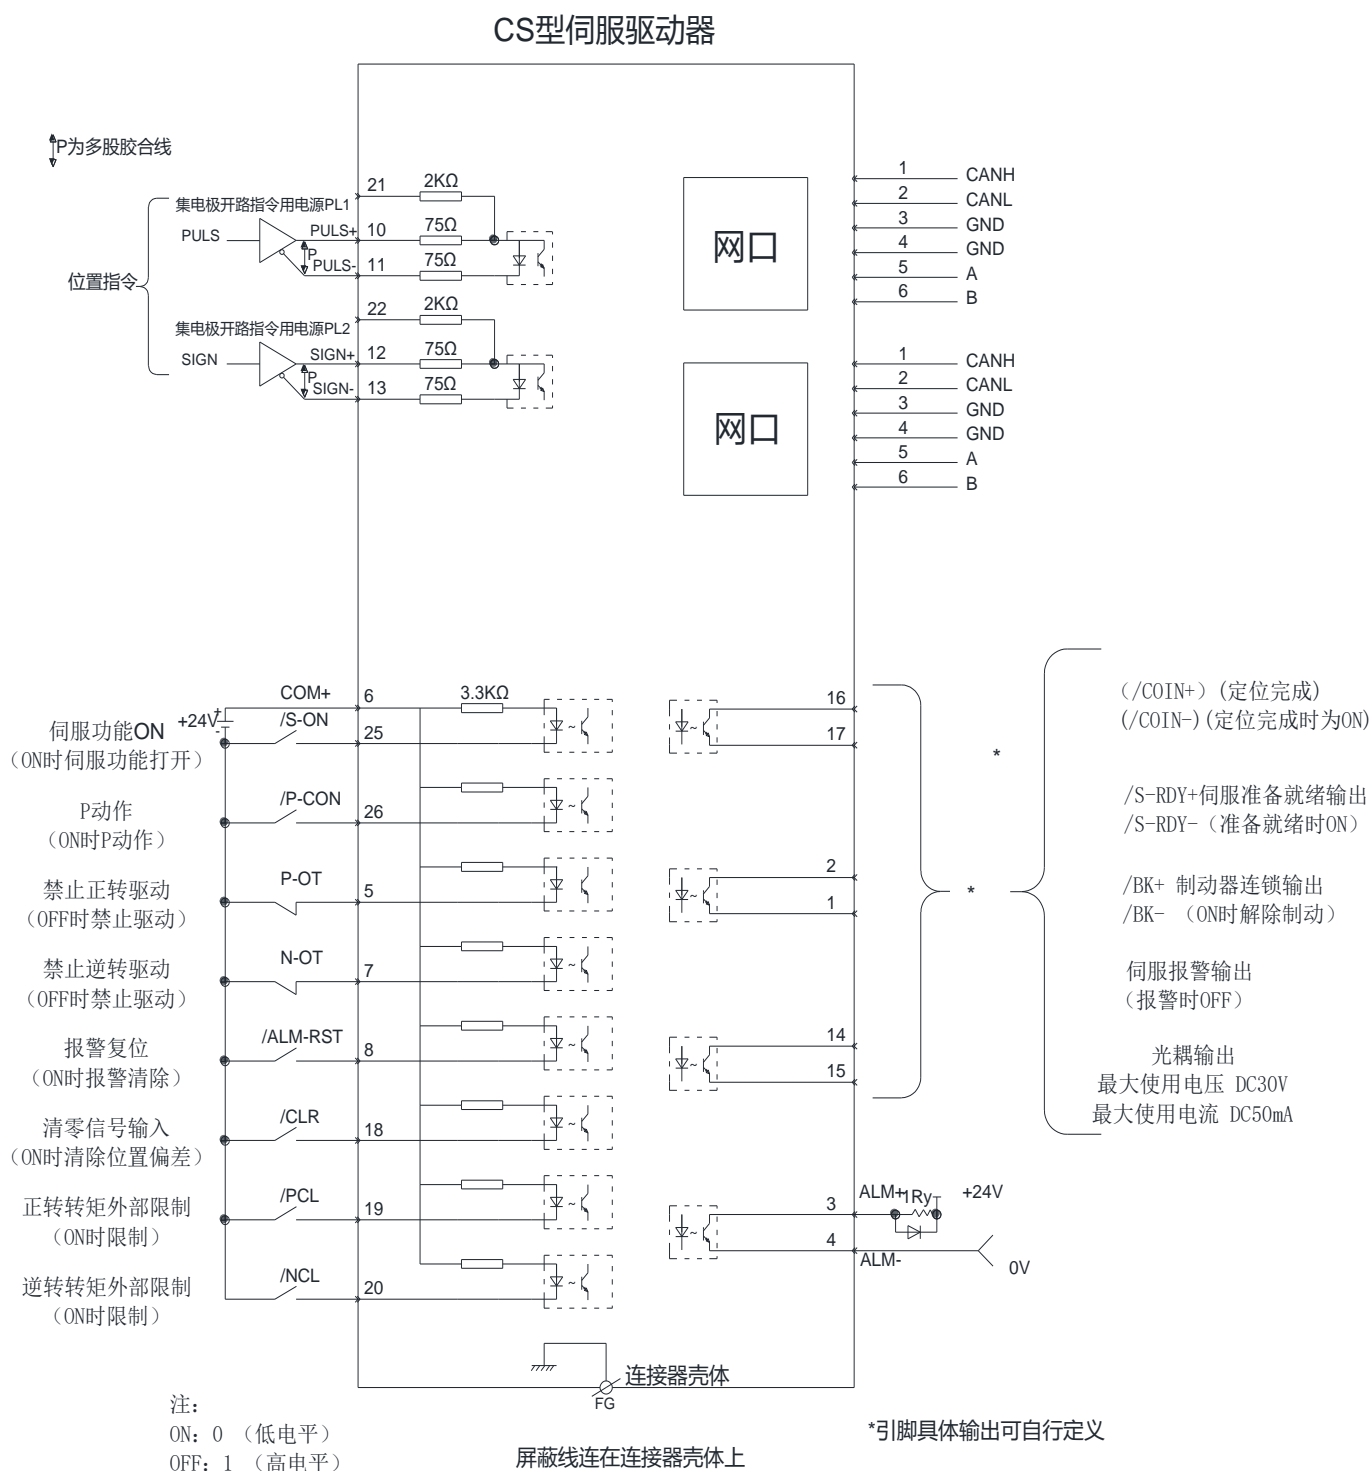 CS型伺服驱动器
P为多股胶合线
位置指令
集电极开路指令用电源PL1
PULS
PULS+
P
PULS-
21
10
11
2KΩ
75Ω
75Ω
集电极开路指令用电源PL2
SIGN
SIGN+
P
SIGN-
22
12
13
2KΩ
75Ω
75Ω
网口
1 CANH
2 CANL
3 GND
4 GND
5 A
6 B
网口
1 CANH
2 CANL
3 GND
4 GND
5 A
6 B
COM+ 6 3.3KΩ
+24V
+
-
伺服功能ON
(ON时伺服功能打开)
/S-ON 25
P动作
(ON时P动作)
/P-CON 26
禁止正转驱动
(OFF时禁止驱动)
P-OT 5
禁止逆转驱动
(OFF时禁止驱动)
N-OT 7
报警复位
(ON时报警清除)
/ALM-RST 8
清零信号输入
(ON时清除位置偏差)
/CLR 18
正转转矩外部限制
(ON时限制)
/PCL 19
逆转转矩外部限制
(ON时限制)
/NCL 20
~
~
~
~
~
~
~
~
~
16
17
~
2
1
~
14
15
~
3
4
*
*
(/COIN+)(定位完成)
(/COIN-)(定位完成时为ON)
/S-RDY+伺服准备就绪输出
/S-RDY-(准备就绪时ON)
/BK+ 制动器连锁输出
/BK- (ON时解除制动)
伺服报警输出
(报警时OFF)
光耦输出
最大使用电压 DC30V
最大使用电流 DC50mA
ALM+
1Ry
+24V
ALM-
0V
连接器壳体
FG
注:
ON: 0 (低电平)
OFF: 1 (高电平)
屏蔽线连在连接器壳体上
*引脚具体输出可自行定义